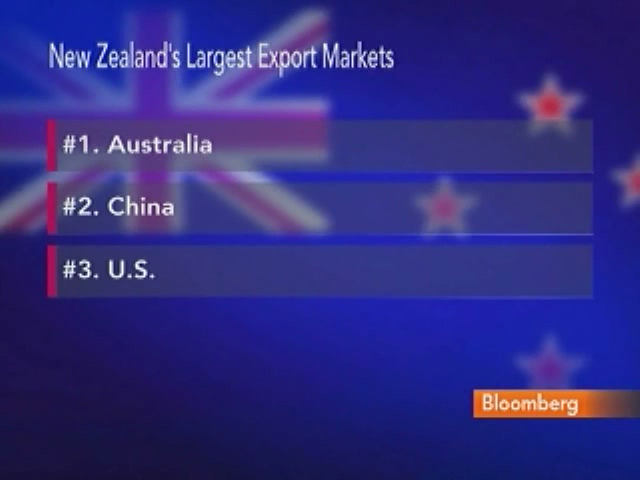 New Zealand's Largest Export Markets
#1. Australia
#2. China
#3. U.S.
Bloomberg